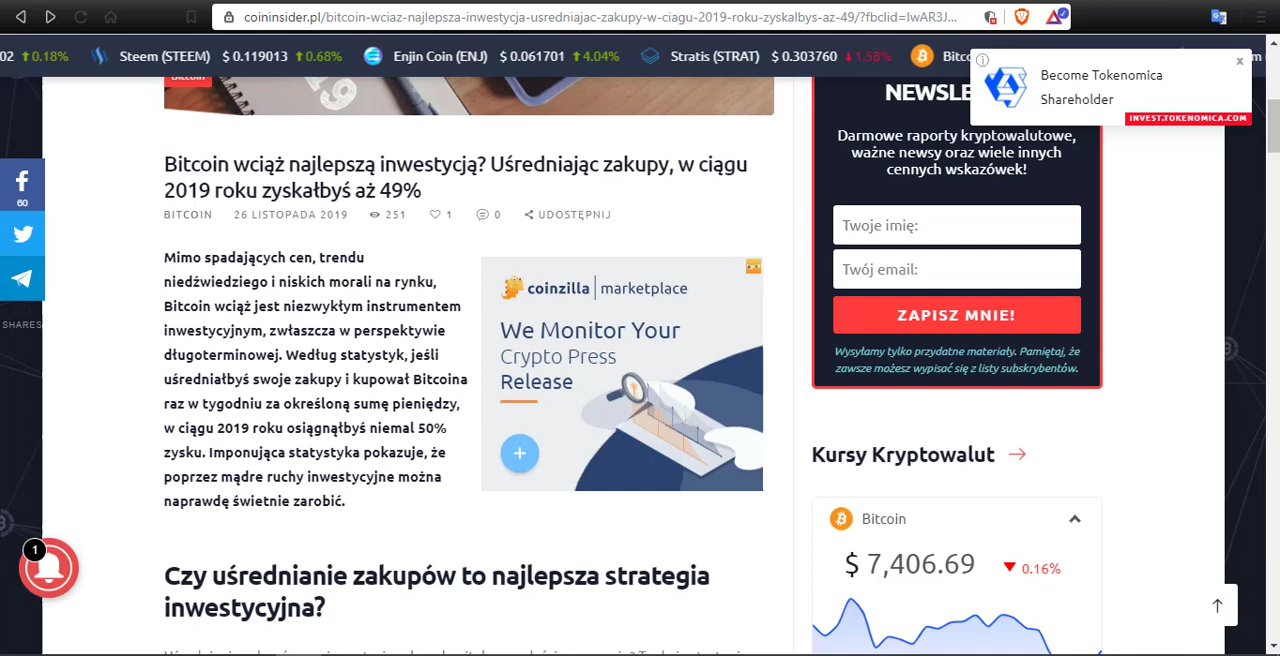 coininsider.pl/bitcoin-wciaz-najlepsza-inwestycja-usredniajac-zakupy-w-ciagu-2019-roku-zyskalbys-az-49/?fbclid=IwAR3J...
02 0.18% Steem (STEEM) $ 0.119013 0.68% Enjin Coin (ENJ) $ 0.061701 4.04% Stratis (STRAT) $ 0.303760 1.58%
Become Tokenomica
Shareholder
INVEST.TOKENOMICA.COM
x
19
Bitcoin wciąż najlepszą inwestycją? Uśredniając zakupy, w ciągu
2019 roku zyskałbyś aż 49%
BITCOIN 26 LISTOPADA 2019 251 1 0 UDOSTĘPNIJ
60
SHARES
Mimo spadających cen, trendu
niedźwiedziego i niskich morali na rynku,
Bitcoin wciąż jest niezwykłym instrumentem
inwestycyjnym, zwłaszcza w perspektywie
długoterminowej. Według statystyk, jeśli
uśredniałbyś swoje zakupy i kupował Bitcoina
raz w tygodniu za określoną sumę pieniędzy,
w ciągu 2019 roku osiągnąłbyś niemal 50%
zysku. Imponująca statystyka pokazuje, że
poprzez mądre ruchy inwestycyjne można
naprawdę świetnie zarobić.
coinzilla marketplace
We Monitor Your
Crypto Press
Release
+
Czy uśrednianie zakupów to najlepsza strategia
inwestycyjna?
1
Darmowe raporty kryptowalutowe,
ważne newsy oraz wiele innych
cennych wskazówek!
Twoje imię:
Twój email:
ZAPISZ MNIE!
Wysyłamy tylko przydatne materiały. Pamiętaj, że
zawsze możesz wypisać się z listy subskrybentów.
Kursy Kryptowalut
Bitcoin
$ 7,406.69 0.16%